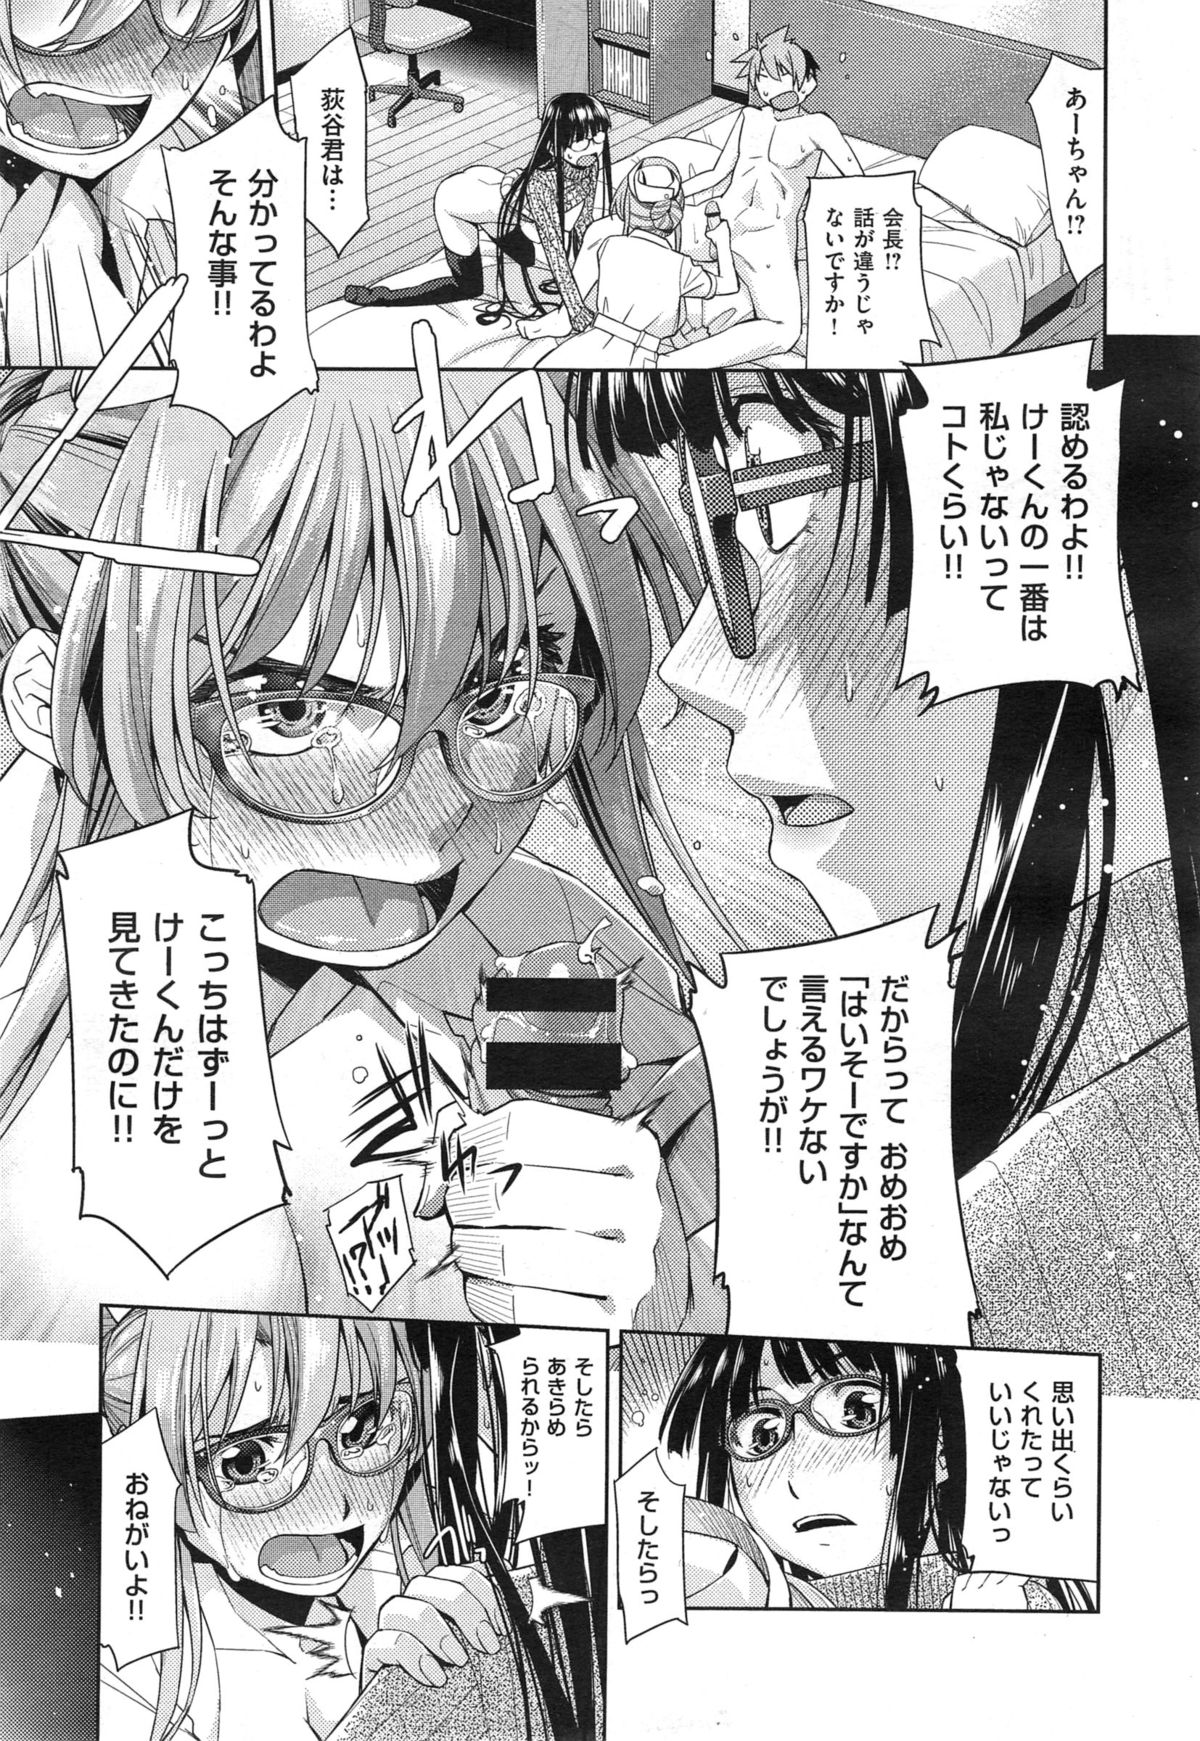 あーちゃん!?
会長!?
話が違うじゃ
ないですか!
荻谷君は…
分かってるわよ
そんな事!!
認めるわよ!!
けーくんの一番は
私じゃないって
コトくらい!!
だからって おめおめ
「はいそーですか」なんて
言えるワケない
でしょうが!!
こっちはずーっと
けーくんだけを
見てきたのに!!
アッ
!?
思い出くらい
くれたって
いいじゃないっ
そしたらっ
そしたら
あきらめ
られるからッ!
おねがいよ!!